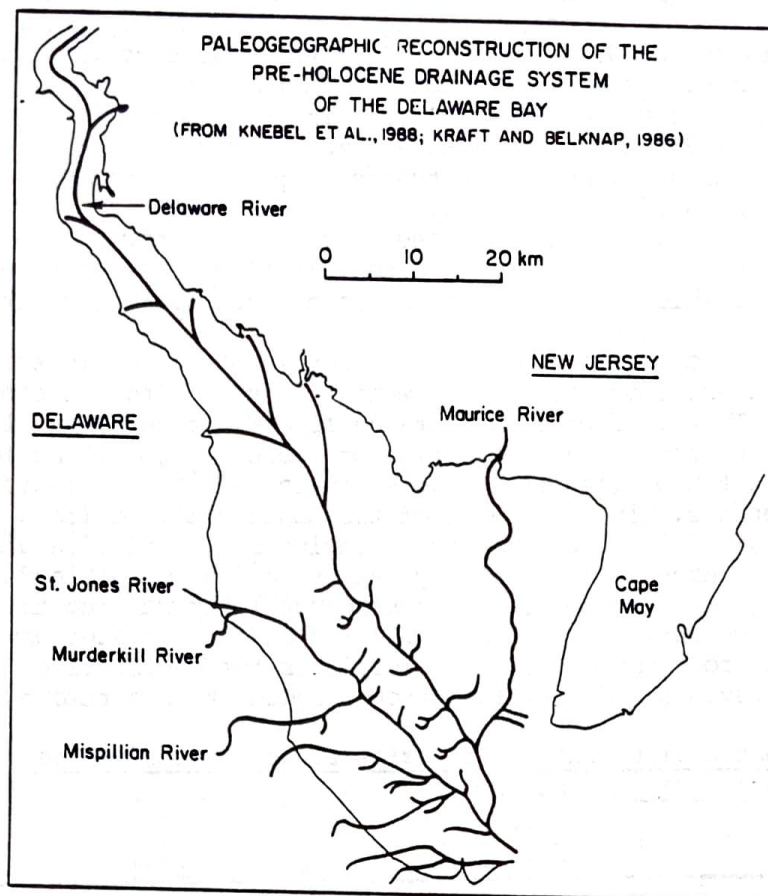 PALEOGEOGRAPHIC RECONSTRUCTION OF THE
PRE-HOLOCENE DRAINAGE SYSTEM
OF THE DELAWARE BAY
(FROM KNEBEL ET AL., 1988; KRAFT AND BELKNAP, 1986)
Delaware River
0 10 20 km
NEW JERSEY
Maurice River
DELAWARE
St. Jones River
Cape
May
Murderkill River
Mispillian River